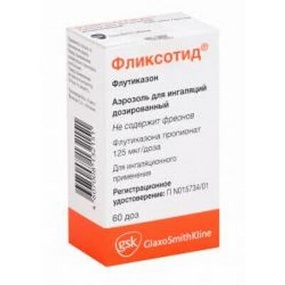 Фликсотид®
Флутиказон
Аэрозоль для ингаляций
дозированный
Не содержит фреонов
Флутиказона пропионат
125 мкг/доза
Для ингаляционного
применения
Регистрационное
удостоверение: П N015734/01
60 доз
gsk GlaxoSmithKline